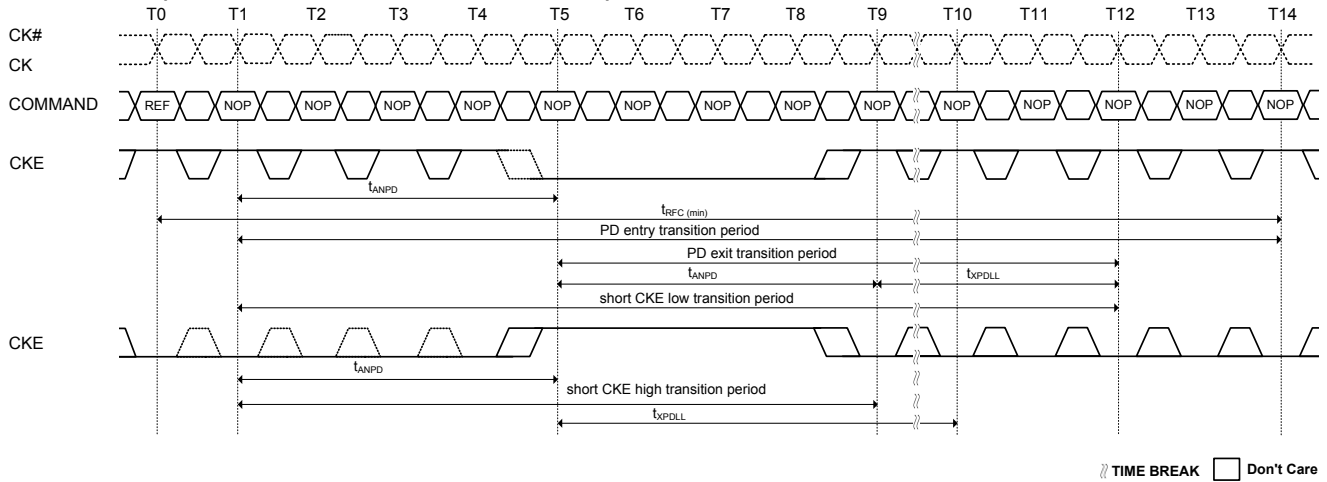 T0 T1 T2 T3 T4 T5 T6 T7 T8 T9 T10 T11 T12 T13 T14
CK#
CK
COMMAND REF NOP NOP NOP NOP NOP NOP NOP NOP NOP NOP NOP NOP NOP NOP
CKE
tANPD
tRFC (min)
PD entry transition period
PD exit transition period
tANPD tXPDLL
short CKE low transition period
CKE
tANPD
short CKE high transition period
tXPDLL
TIME BREAK Don't Care